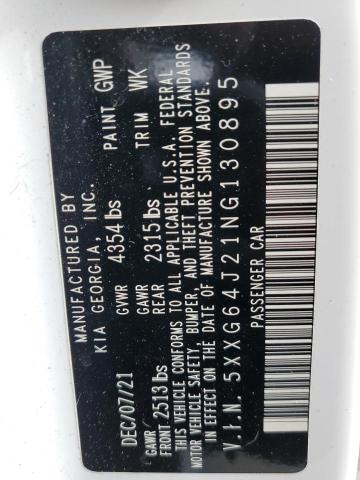 MANUFACTURED BY
KIA GEORGIA, INC.
DEC/07/21 GVWR 4354 lbs PAINT GWP
GAWR FRONT 2513 lbs GAWR REAR 2315 lbs TRIM WK
THIS VEHICLE CONFORMS TO ALL APPLICABLE U.S.A. FEDERAL
MOTOR VEHICLE SAFETY, BUMPER, AND THEFT PREVENTION STANDARDS
IN EFFECT ON THE DATE OF MANUFACTURE SHOWN ABOVE.
V.I.N. 5XXG64J21NG130895
PASSENGER CAR